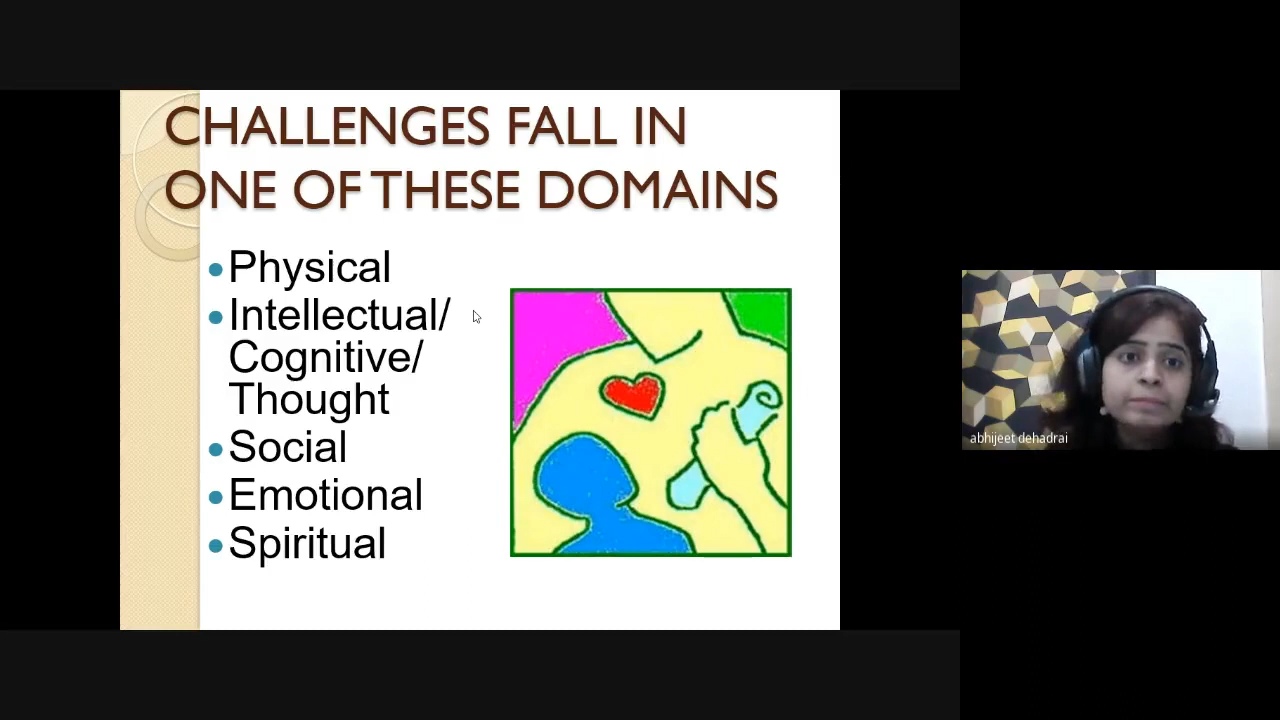 CHALLENGES FALL IN
ONE OF THESE DOMAINS
Physical
Intellectual/
Cognitive/
Thought
Social
Emotional
Spiritual
abhijeet dehadrai